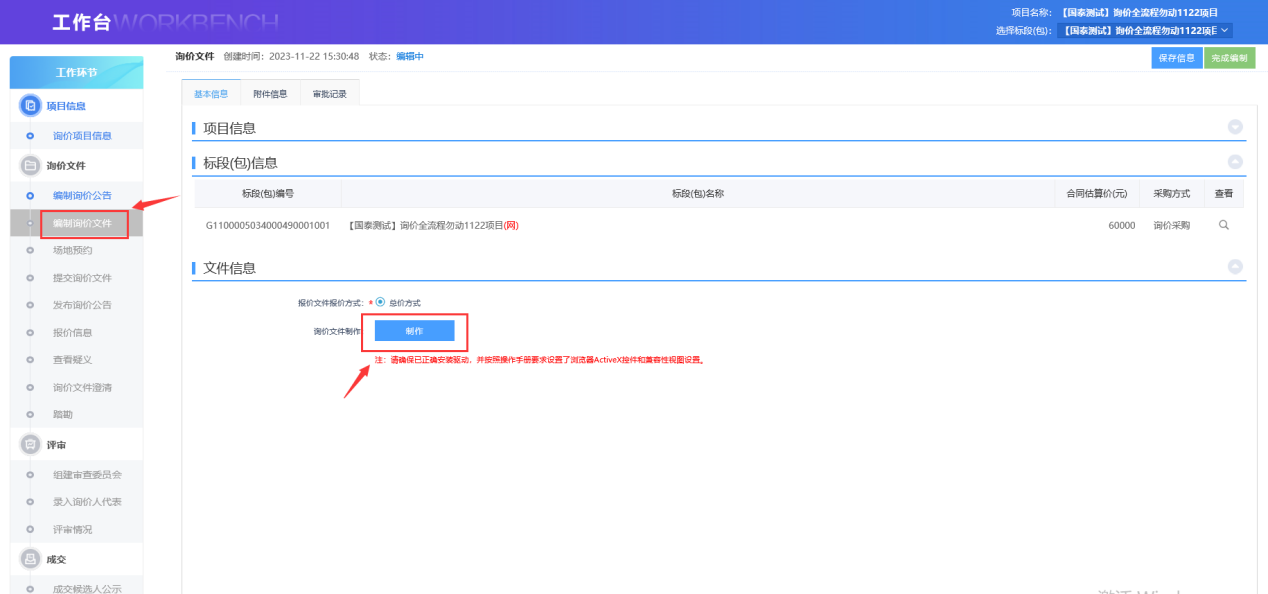 工作台WORKBENCH
项目名称: 【国泰测试】询价全流程勿动1122项目
选择标段(包): 【国泰测试】询价全流程勿动1122项目
工作环节
项目信息
询价项目信息
询价文件
编制询价公告
编制询价文件
场地预约
提交询价文件
发布询价公告
报价信息
查看疑义
询价文件澄清
踏勘
评审
组建审查委员会
录入询价人代表
评审情况
成交
成交候选人公示
询价文件 创建时间: 2023-11-22 15:30:48 状态: 编辑中
保存信息 完成编制
基本信息 附件信息 审批记录
项目信息
标段(包)信息
标段(包)编号 标段(包)名称 合同估算价(元) 采购方式 查看
G1100005034000490001001 【国泰测试】询价全流程勿动1122项目(网) 60000 询价采购
文件信息
报价文件报价方式: * 总价方式
询价文件制作 制作
注: 请确保已正确安装驱动, 并按照操作手册要求设置了浏览器ActiveX控件和兼容性视图设置。